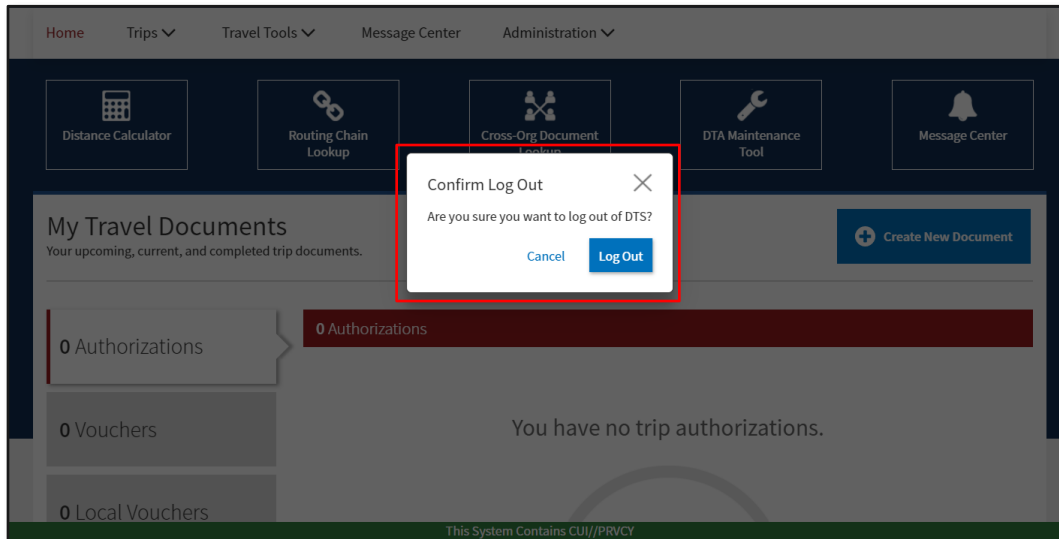 Home Trips Travel Tools Message Center Administration
Distance Calculator
Routing Chain
Lookup
Cross-Org Document
Lookup
DTA Maintenance
Tool
Message Center
Confirm Log Out
Are you sure you want to log out of DTS?
Cancel Log Out
My Travel Documents
Your upcoming, current, and completed trip documents.
Create New Document
0 Authorizations
0 Vouchers
0 Local Vouchers
0 Authorizations
You have no trip authorizations.
This System Contains CUI//PRVCY